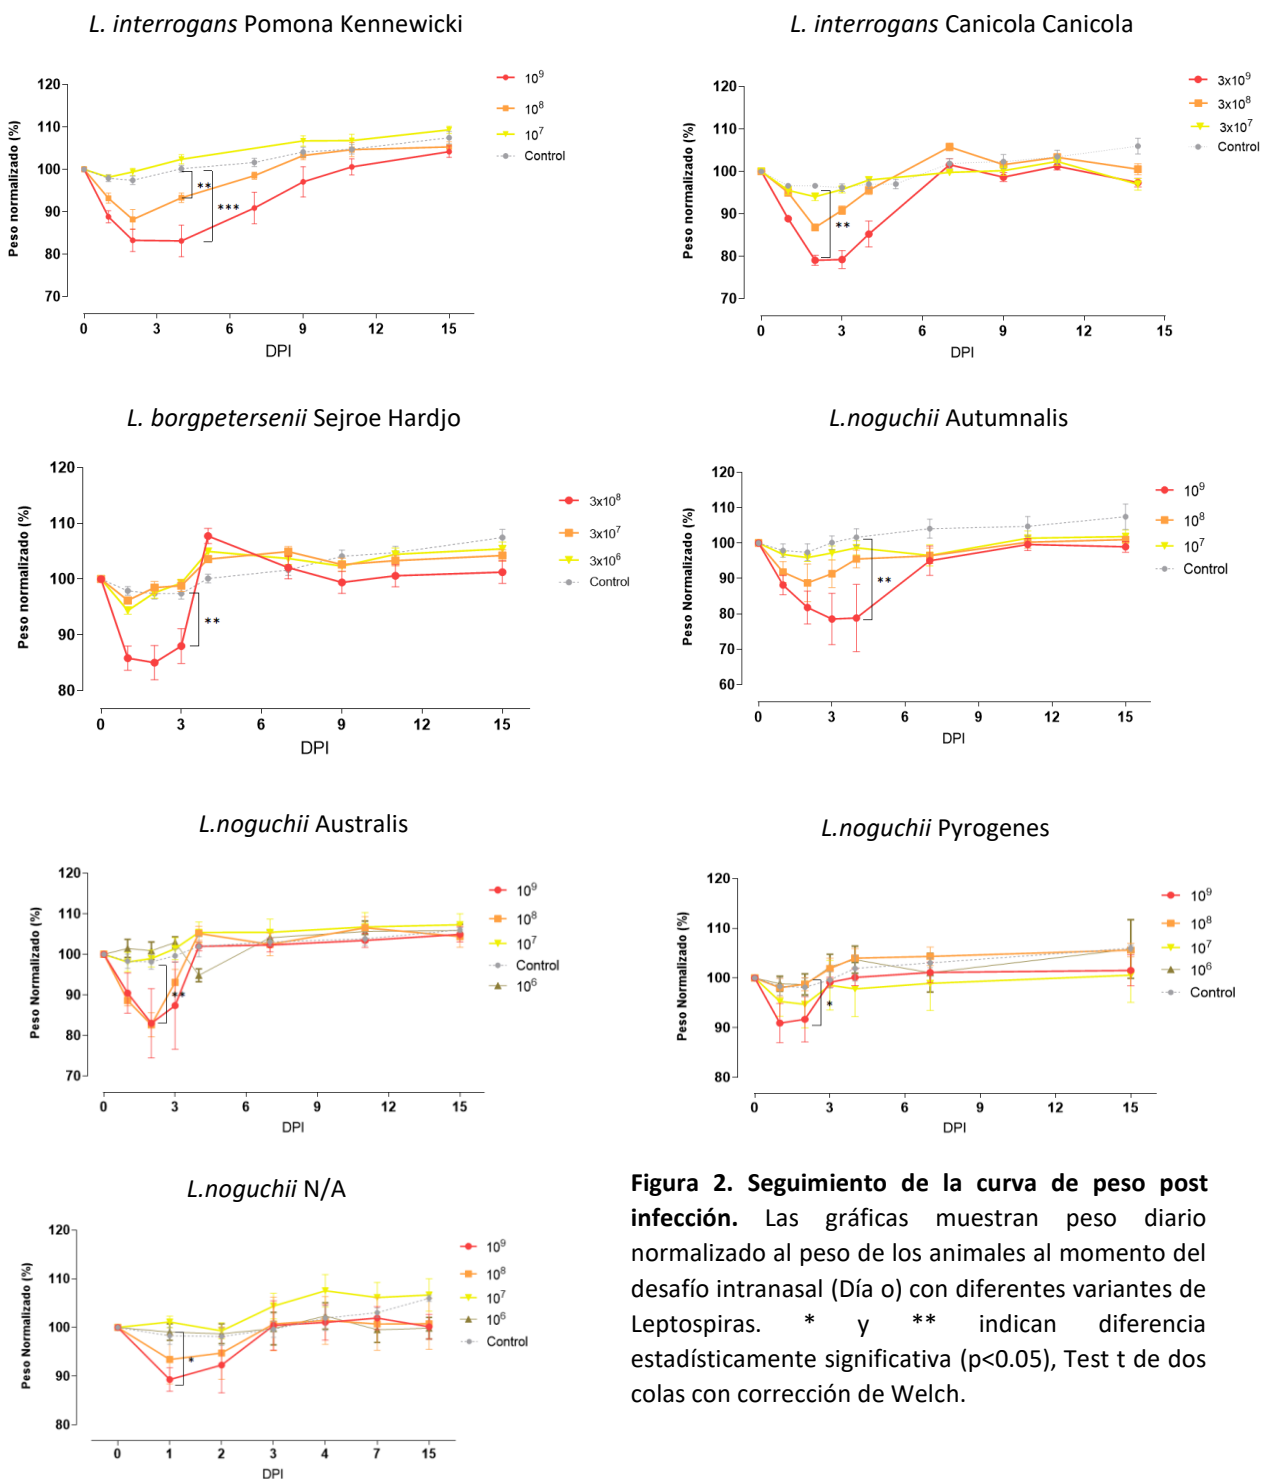 L. interrogans Pomona Kennewicki
120
110
100
90
80
70
Peso normalizado (%)
0 3 6 9 12 15
DPI
10⁹
10⁸
10⁷
Control
**
***
L. interrogans Canicola Canicola
120
110
100
90
80
70
Peso normalizado (%)
0 3 6 9 12 15
DPI
3x10⁹
3x10⁸
3x10⁷
Control
**
L. borgpetersenii Sejroe Hardjo
120
110
100
90
80
Peso normalizado (%)
0 3 6 9 12 15
DPI
3x10⁸
3x10⁷
3x10⁶
Control
**
L.noguchii Autumnalis
120
110
100
90
80
70
60
Peso Normalizado (%)
0 3 6 9 12 15
DPI
10⁹
10⁸
10⁷
Control
**
L.noguchii Australis
120
110
100
90
80
70
Peso Normalizado (%)
0 3 6 9 12 15
DPI
10⁹
10⁸
10⁷
Control
10⁶
**
L.noguchii Pyrogenes
120
110
100
90
80
Peso Normalizado (%)
0 3 6 9 12 15
DPI
10⁹
10⁸
10⁷
10⁶
Control
*
L.noguchii N/A
120
110
100
90
80
Peso Normalizado (%)
0 1 2 3 4 7 15
DPI
10⁹
10⁸
10⁷
10⁶
Control
*
Figura 2. Seguimiento de la curva de peso post
infección. Las gráficas muestran peso diario
normalizado al peso de los animales al momento del
desafío intranasal (Día o) con diferentes variantes de
Leptospiras. * y ** indican diferencia
estadísticamente significativa (p<0.05), Test t de dos
colas con corrección de Welch.